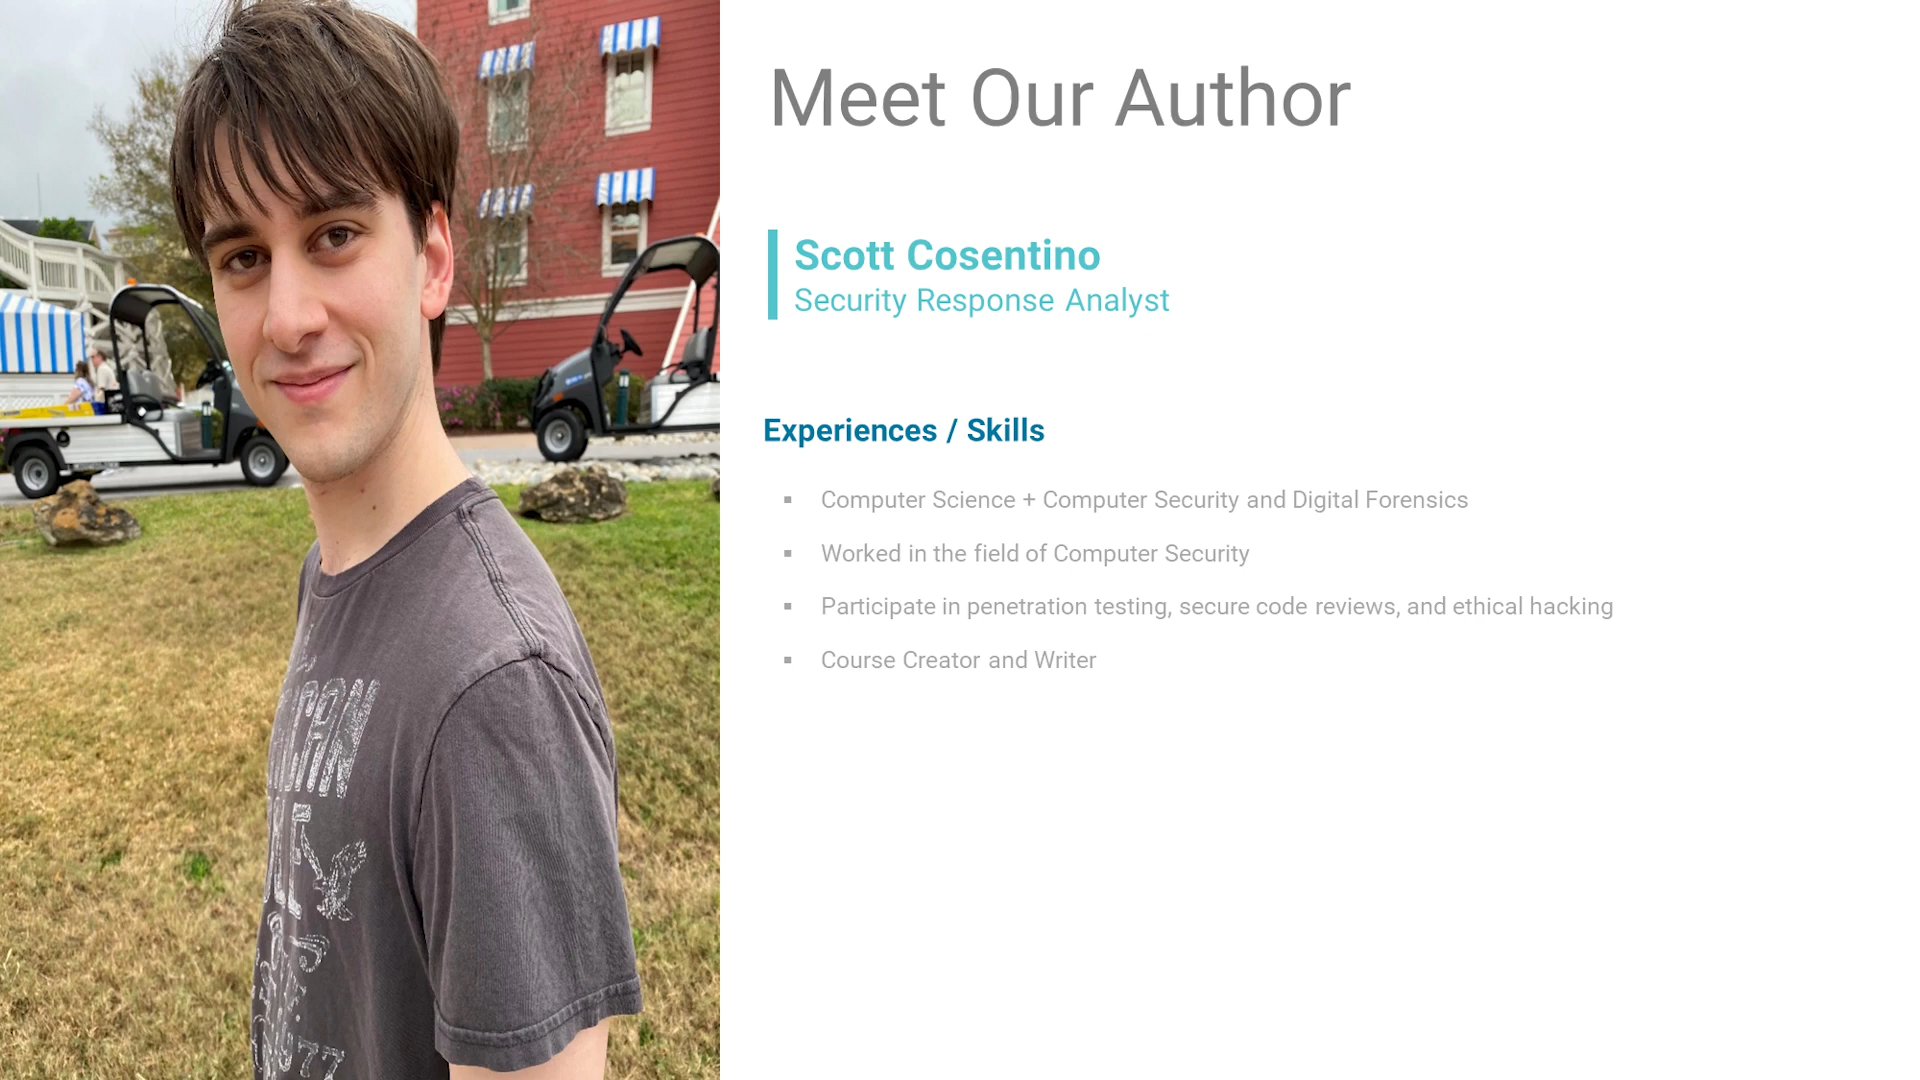 Meet Our Author
Scott Cosentino
Security Response Analyst
Experiences / Skills
▪ Computer Science + Computer Security and Digital Forensics
▪ Worked in the field of Computer Security
▪ Participate in penetration testing, secure code reviews, and ethical hacking
▪ Course Creator and Writer
77